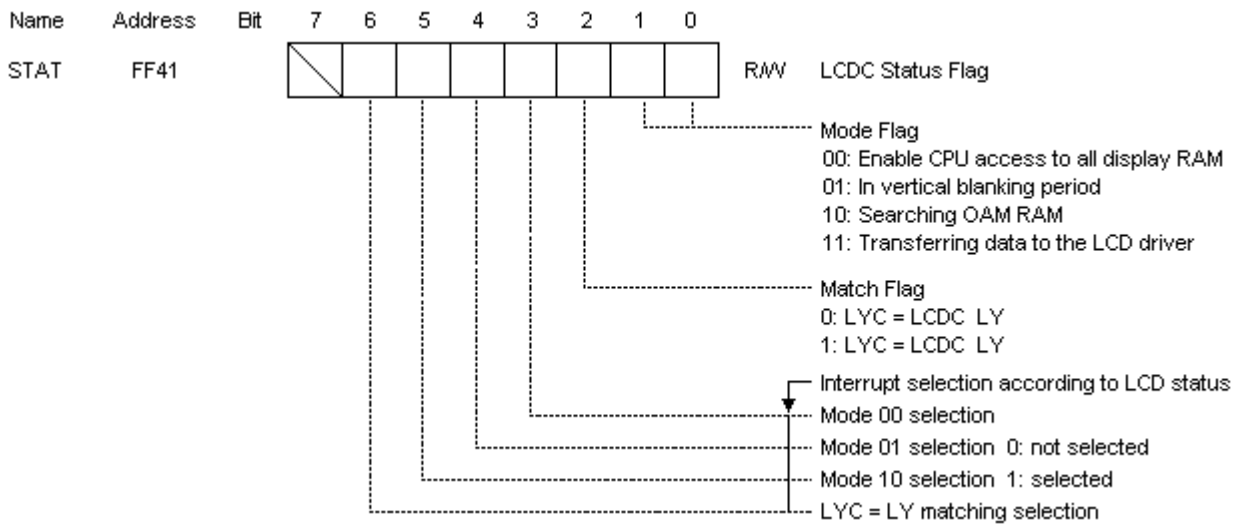 Name Address Bit 7 6 5 4 3 2 1 0
STAT FF41 R/W LCDC Status Flag
Mode Flag
00: Enable CPU access to all display RAM
01: In vertical blanking period
10: Searching OAM RAM
11: Transferring data to the LCD driver
Match Flag
0: LYC = LCDC LY
1: LYC = LCDC LY
Interrupt selection according to LCD status
Mode 00 selection
Mode 01 selection 0: not selected
Mode 10 selection 1: selected
LYC = LY matching selection